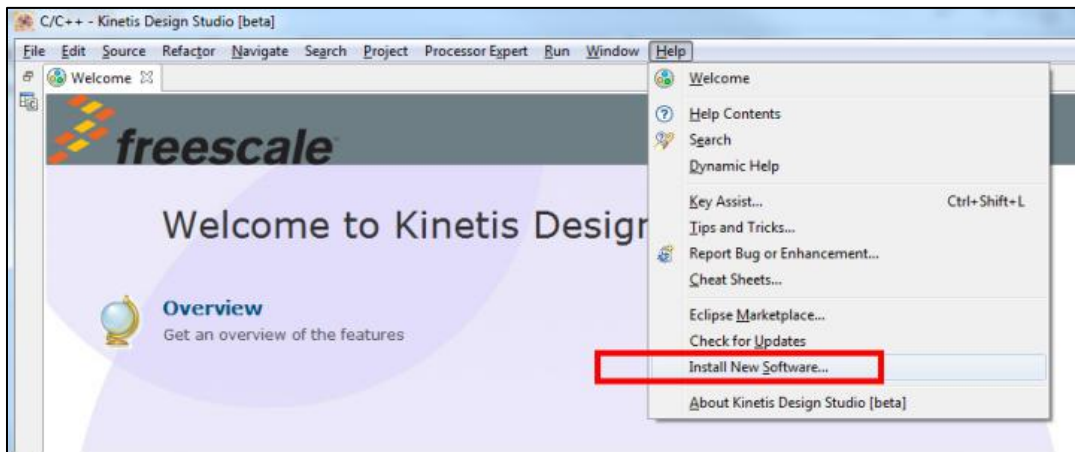 C/C++ - Kinetis Design Studio [beta]
File Edit Source Refactor Navigate Search Project Processor Expert Run Window Help
Welcome
freescale
Welcome to Kinetis Desigr
Overview
Get an overview of the features
Welcome
Help Contents
Search
Dynamic Help
Key Assist... Ctrl+Shift+L
Tips and Tricks...
Report Bug or Enhancement...
Cheat Sheets...
Eclipse Marketplace...
Check for Updates
Install New Software...
About Kinetis Design Studio [beta]